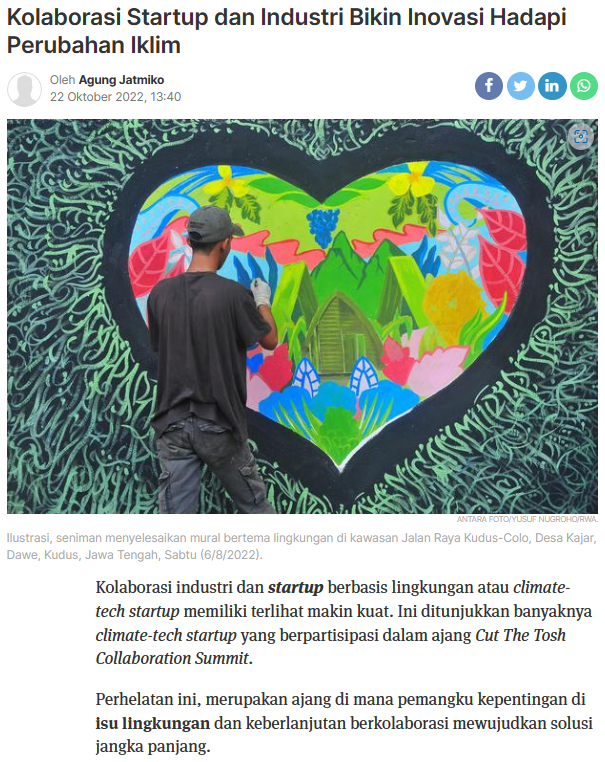 Kolaborasi Startup dan Industri Bikin Inovasi Hadapi
Perubahan Iklim
Oleh Agung Jatmiko
22 Oktober 2022, 13:40
ANTARA FOTO/YUSUF NUGROHO/RWA.
Ilustrasi, seniman menyelesaikan mural bertema lingkungan di kawasan Jalan Raya Kudus-Colo, Desa Kajar,
Dawe, Kudus, Jawa Tengah, Sabtu (6/8/2022).
Kolaborasi industri dan startup berbasis lingkungan atau climate-
tech startup memiliki terlihat makin kuat. Ini ditunjukkan banyaknya
climate-tech startup yang berpartisipasi dalam ajang Cut The Tosh
Collaboration Summit.
Perhelatan ini, merupakan ajang di mana pemangku kepentingan di
isu lingkungan dan keberlanjutan berkolaborasi mewujudkan solusi
jangka panjang.